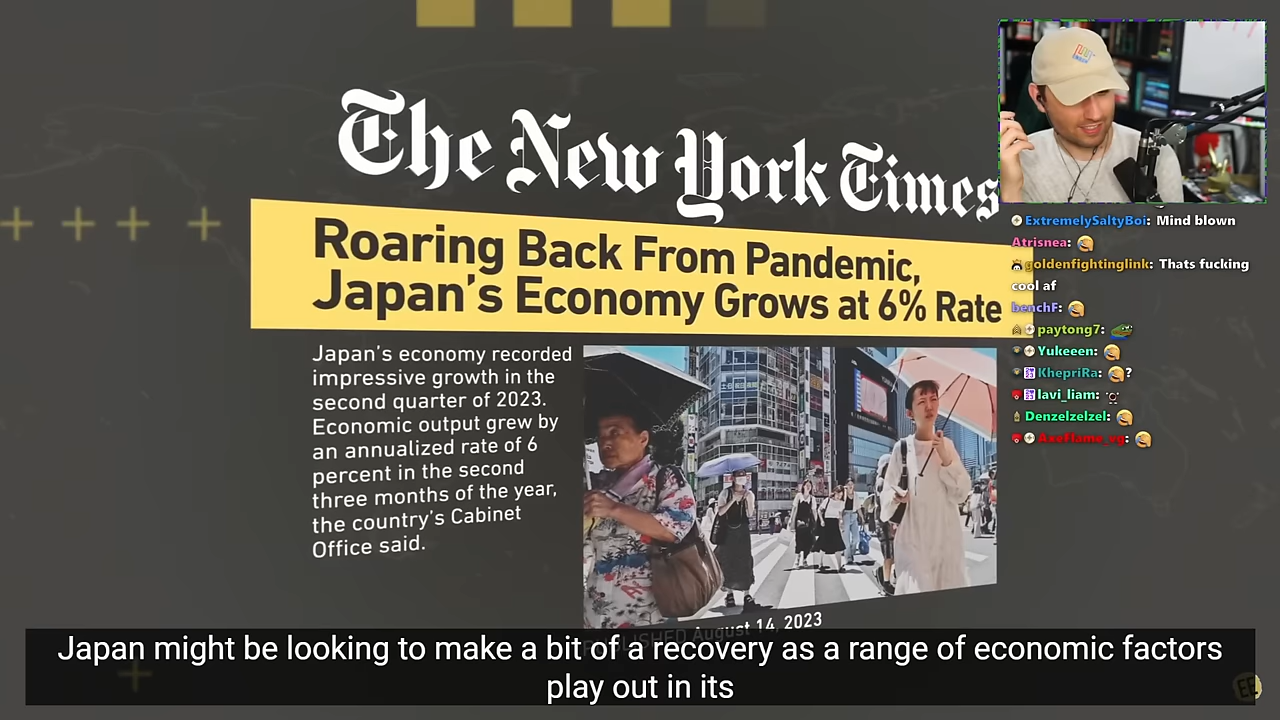 The New York Times
Roaring Back From Pandemic,
Japan's Economy Grows at 6% Rate
Japan's economy recorded
impressive growth in the
second quarter of 2023.
Economic output grew by
an annualized rate of 6
percent in the second
three months of the year,
the country's Cabinet
Office said.
PUBLISHED August 14, 2023
Japan might be looking to make a bit of a recovery as a range of economic factors
play out in its
EE
ExtremelySaltyBoi: Mind blown
Atrisnea:
goldenfightinglink: Thats fucking
cool af
benchF:
paytong7:
Yukeeen:
KhepriRa: ?
lavi_liam:
Denzelzelzel:
AxeFlame_vg: